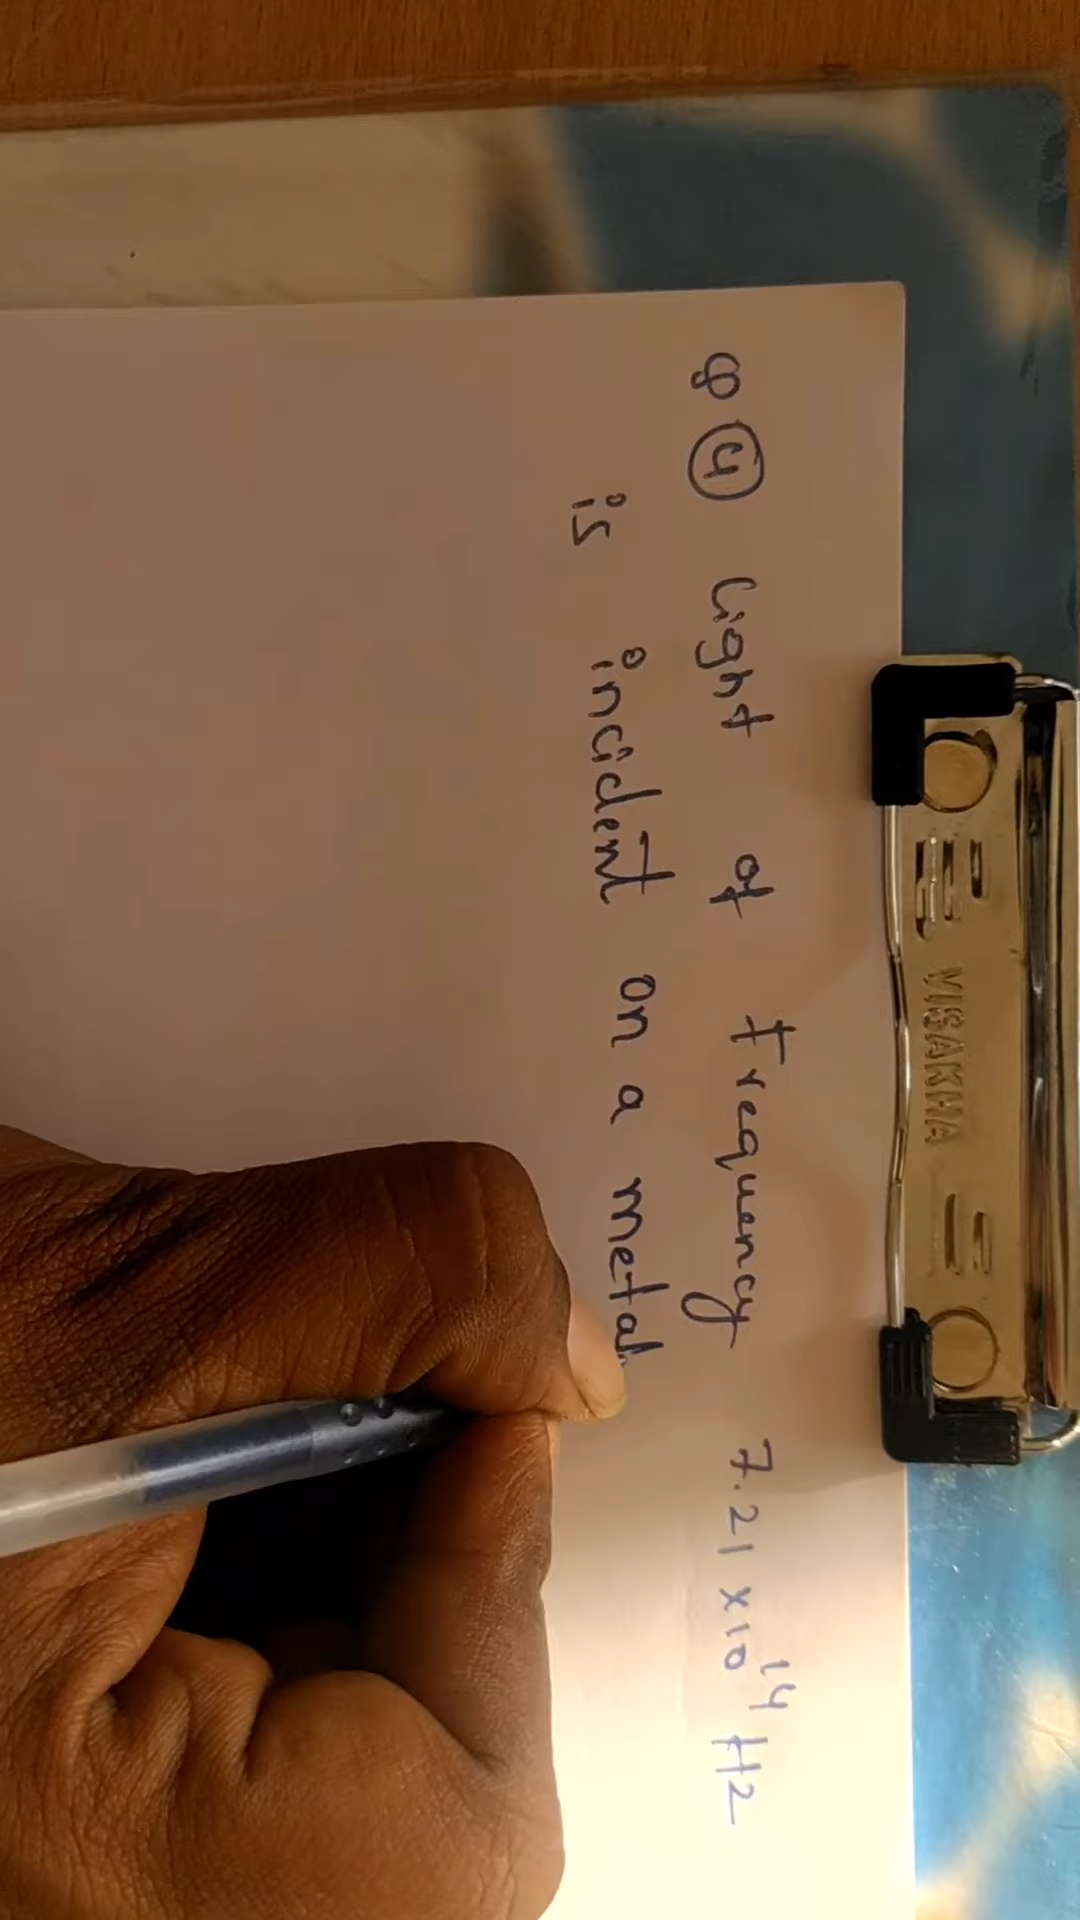 Q 4 Light of frequency 7.21 x 10¹⁴ Hz
is incident on a metal
VISAKHA